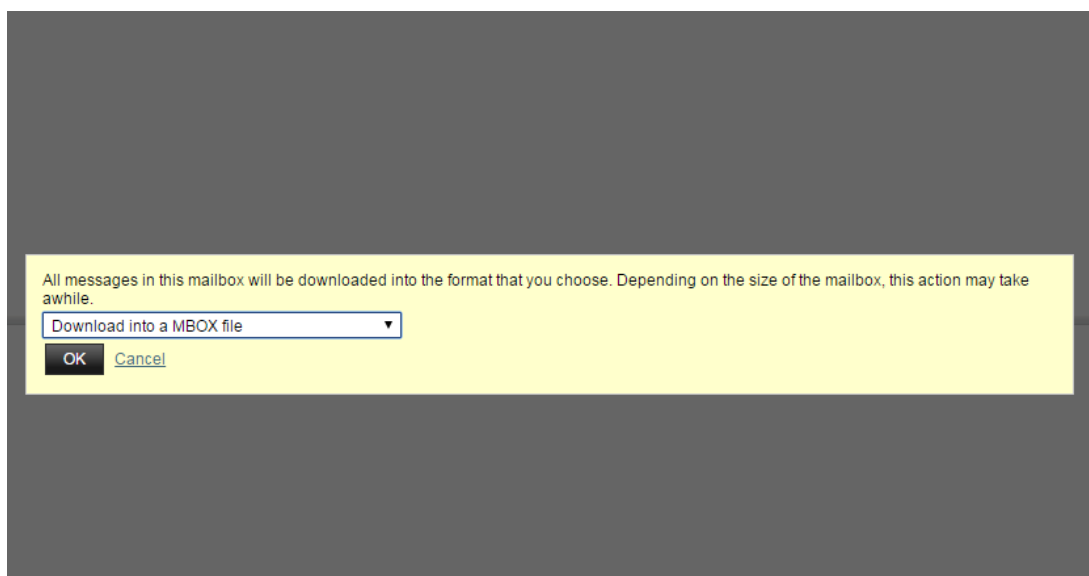 All messages in this mailbox will be downloaded into the format that you choose. Depending on the size of the mailbox, this action may take
awhile.
Download into a MBOX file
OK Cancel